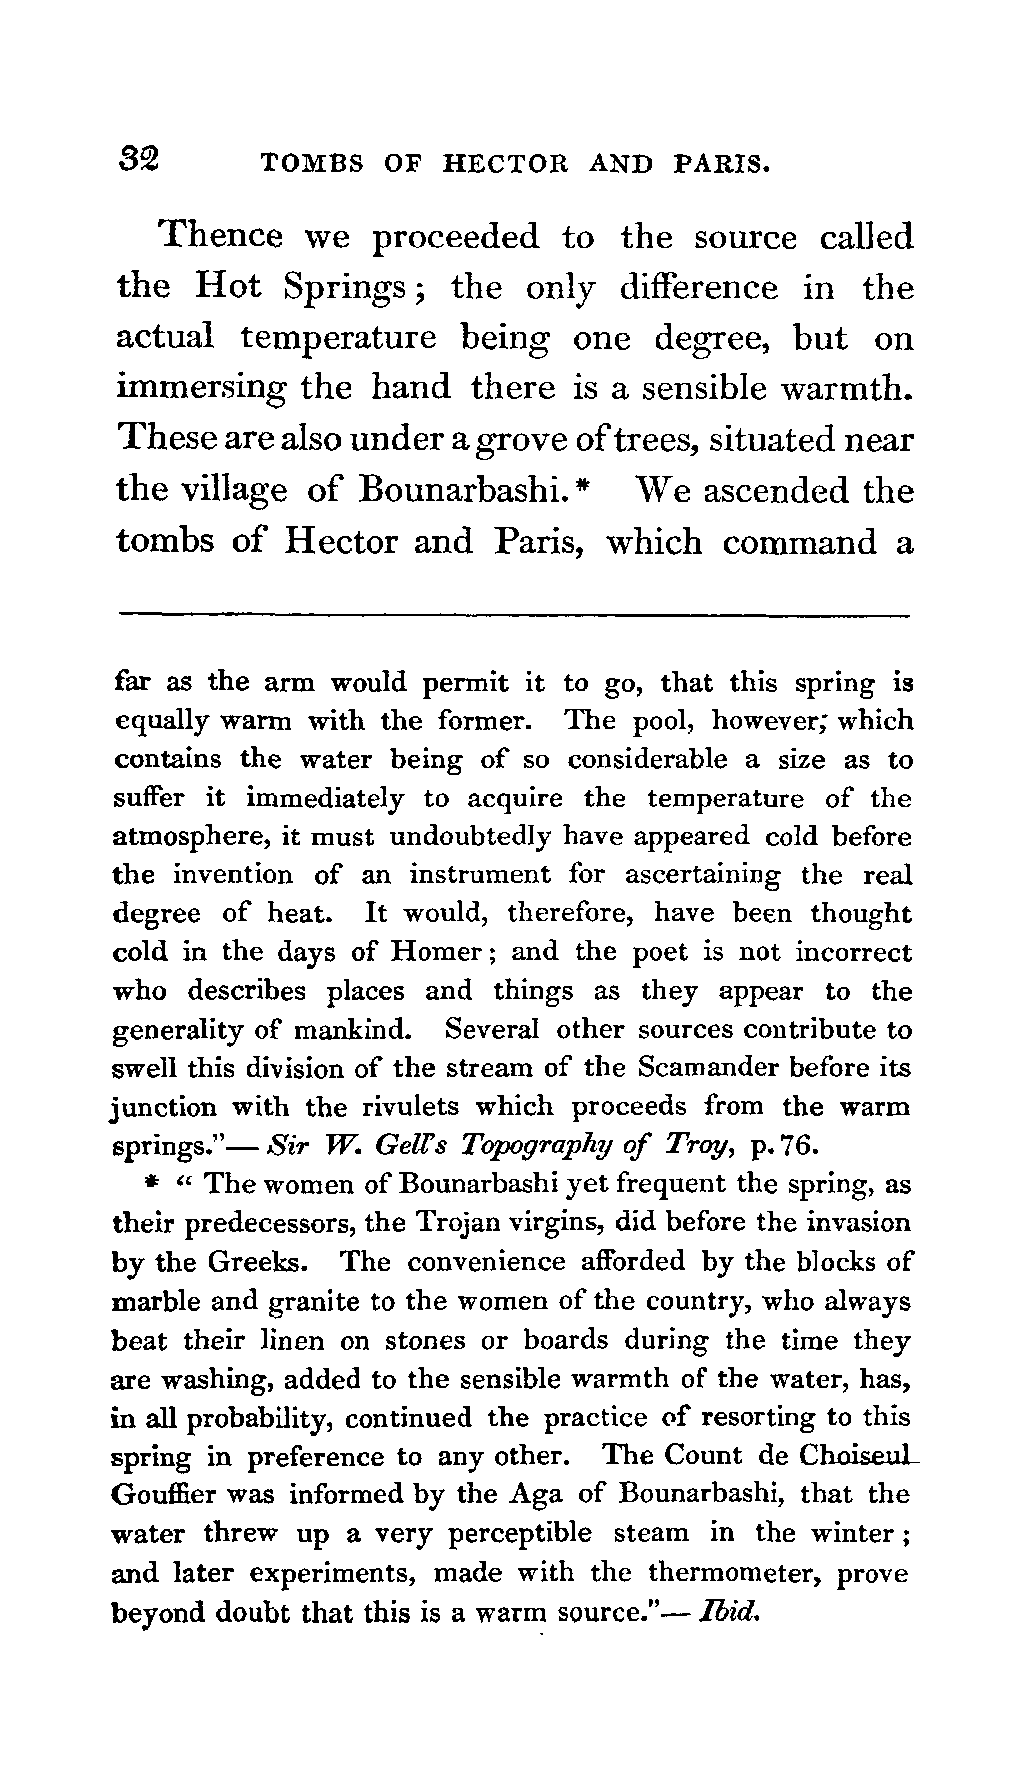 32 TOMBS OF HECTOR AND PARIS.
Thence we proceeded to the source called
the Hot Springs; the only difference in the
actual temperature being one degree, but on
immersing the hand there is a sensible warmth.
These are also under a grove of trees, situated near
the village of Bounarbashi.* We ascended the
tombs of Hector and Paris, which command a
far as the arm would permit it to go, that this spring is
equally warm with the former. The pool, however; which
contains the water being of so considerable a size as to
suffer it immediately to acquire the temperature of the
atmosphere, it must undoubtedly have appeared cold before
the invention of an instrument for ascertaining the real
degree of heat. It would, therefore, have been thought
cold in the days of Homer; and the poet is not incorrect
who describes places and things as they appear to the
generality of mankind. Several other sources contribute to
swell this division of the stream of the Scamander before its
junction with the rivulets which proceeds from the warm
springs."— Sir W. Gell's Topography of Troy, p. 76.
* "The women of Bounarbashi yet frequent the spring, as
their predecessors, the Trojan virgins, did before the invasion
by the Greeks. The convenience afforded by the blocks of
marble and granite to the women of the country, who always
beat their linen on stones or boards during the time they
are washing, added to the sensible warmth of the water, has,
in all probability, continued the practice of resorting to this
spring in preference to any other. The Count de Choiseul-
Gouffier was informed by the Aga of Bounarbashi, that the
water threw up a very perceptible steam in the winter;
and later experiments, made with the thermometer, prove
beyond doubt that this is a warm source."— Ibid.